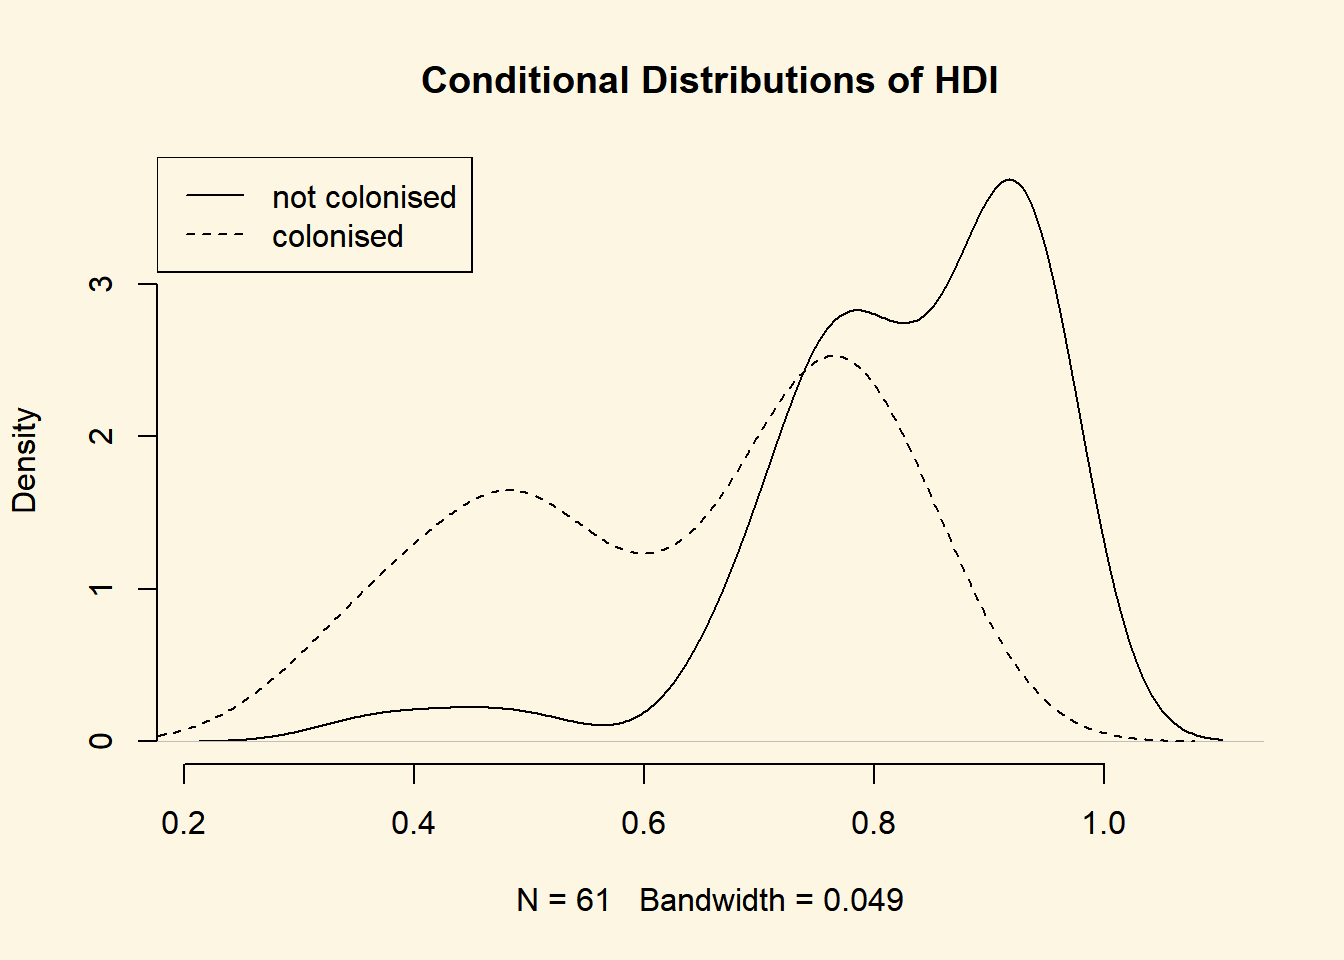 Conditional Distributions of HDI
not colonised
colonised
Density
3
2
1
0
0.2 0.4 0.6 0.8 1.0
N = 61 Bandwidth = 0.049